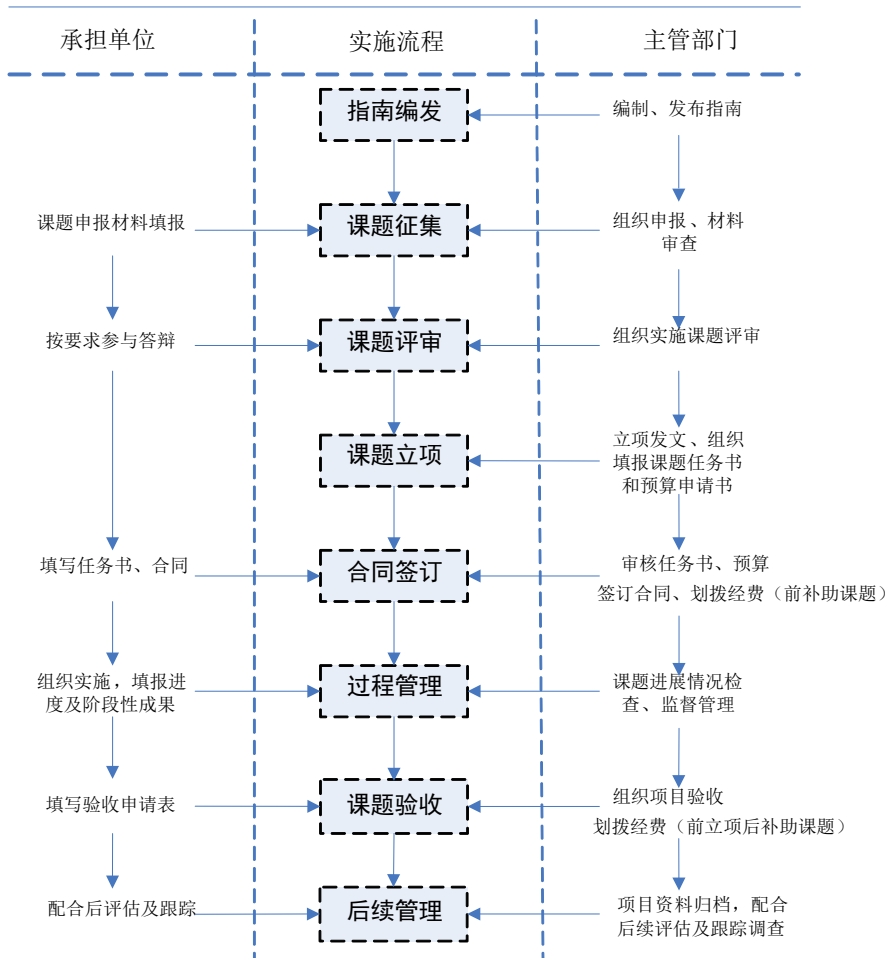 承担单位
实施流程
主管部门
指南编发
编制、发布指南
课题申报材料填报
课题征集
组织申报、材料
审查
按要求参与答辩
课题评审
组织实施课题评审
课题立项
立项发文、组织
填报课题任务书
和预算申请书
填写任务书、合同
合同签订
审核任务书、预算
签订合同、划拨经费（前补助课题）
组织实施，填报进
度及阶段性成果
过程管理
课题进展情况检
查、监督管理
填写验收申请表
课题验收
组织项目验收
划拨经费（前立项后补助课题）
配合后评估及跟踪
后续管理
项目资料归档，配合
后续评估及跟踪调查